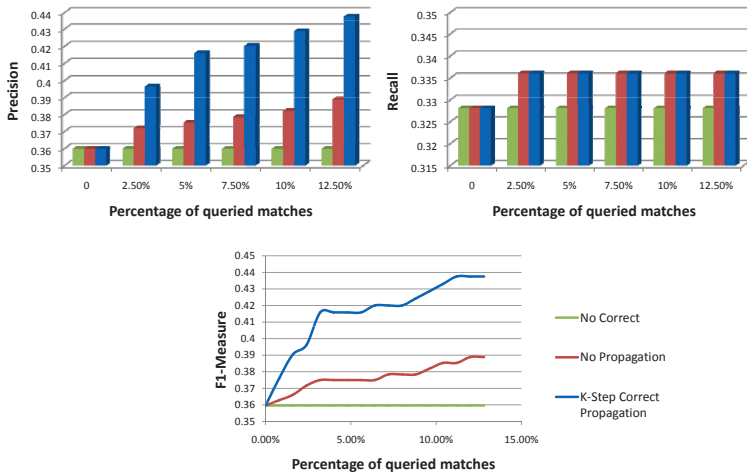 0.44
0.43
0.42
0.41
0.4
0.39
0.38
0.37
0.36
0.35
Precision
0 2.50% 5% 7.50% 10% 12.50%
Percentage of queried matches
0.35
0.345
0.34
0.335
0.33
0.325
0.32
0.315
Recall
0 2.50% 5% 7.50% 10% 12.50%
Percentage of queried matches
0.45
0.44
0.43
0.42
0.41
0.4
0.39
0.38
0.37
0.36
0.35
F1-Measure
0.00% 5.00% 10.00% 15.00%
Percentage of queried matches
No Correct
No Propagation
K-Step Correct
Propagation